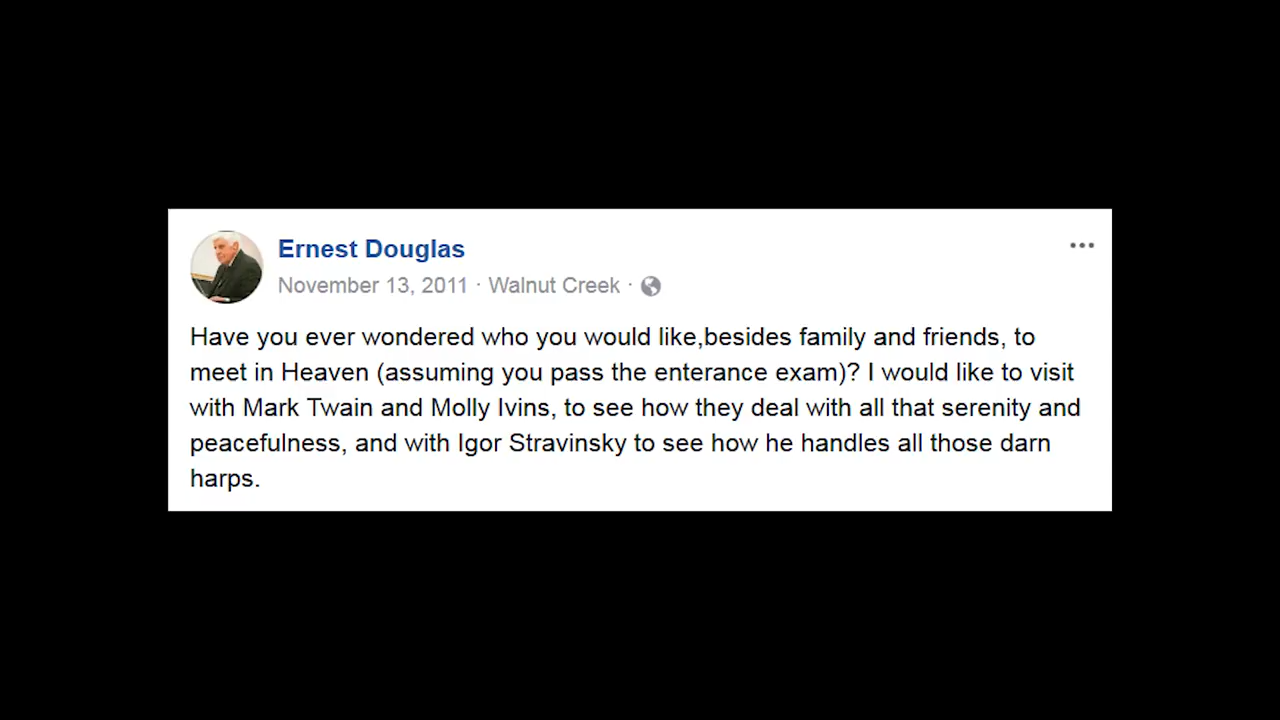 Ernest Douglas
November 13, 2011 · Walnut Creek ·
Have you ever wondered who you would like,besides family and friends, to
meet in Heaven (assuming you pass the enterance exam)? I would like to visit
with Mark Twain and Molly Ivins, to see how they deal with all that serenity and
peacefulness, and with Igor Stravinsky to see how he handles all those darn
harps.